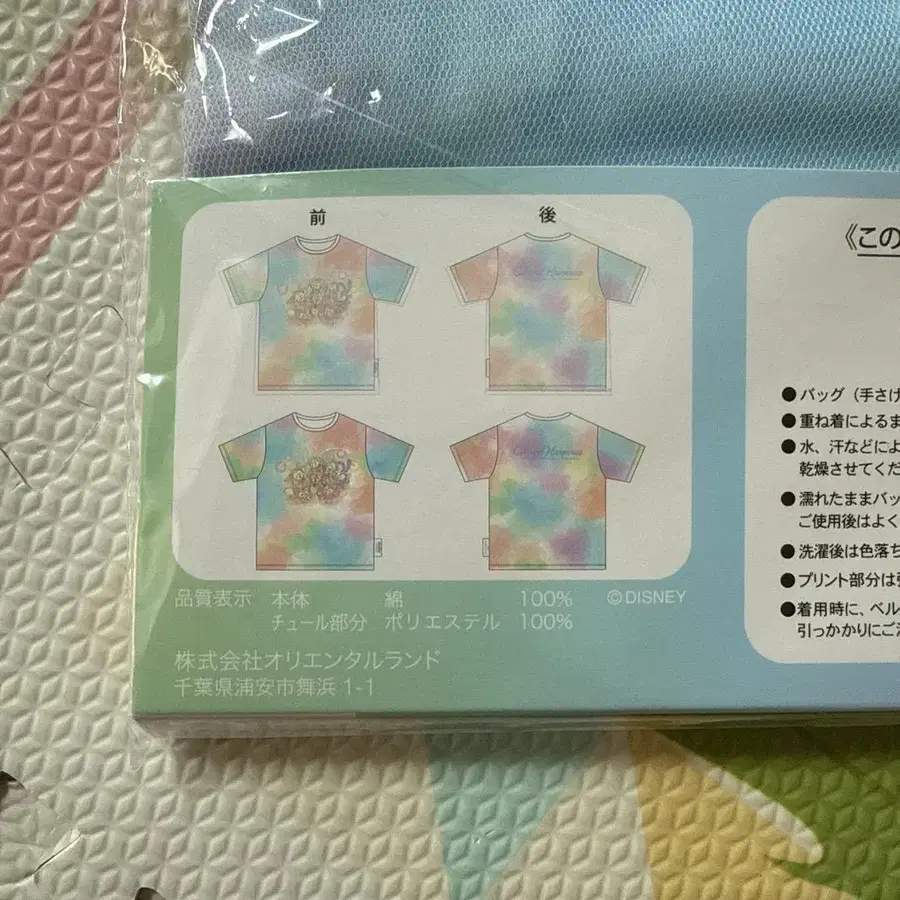 前
後
品質表示 本体 綿 100% ©DISNEY
チュール部分 ポリエステル 100%
株式会社オリエンタルランド
千葉県浦安市舞浜 1-1
《この
●バッグ（手さげ
●重ね着によるま
●水、汗などによ
乾燥させてくだ
●濡れたままバッ
ご使用後はよく
●洗濯後は色落ち
●プリント部分は
●着用時に、ベル
引っかかりにご